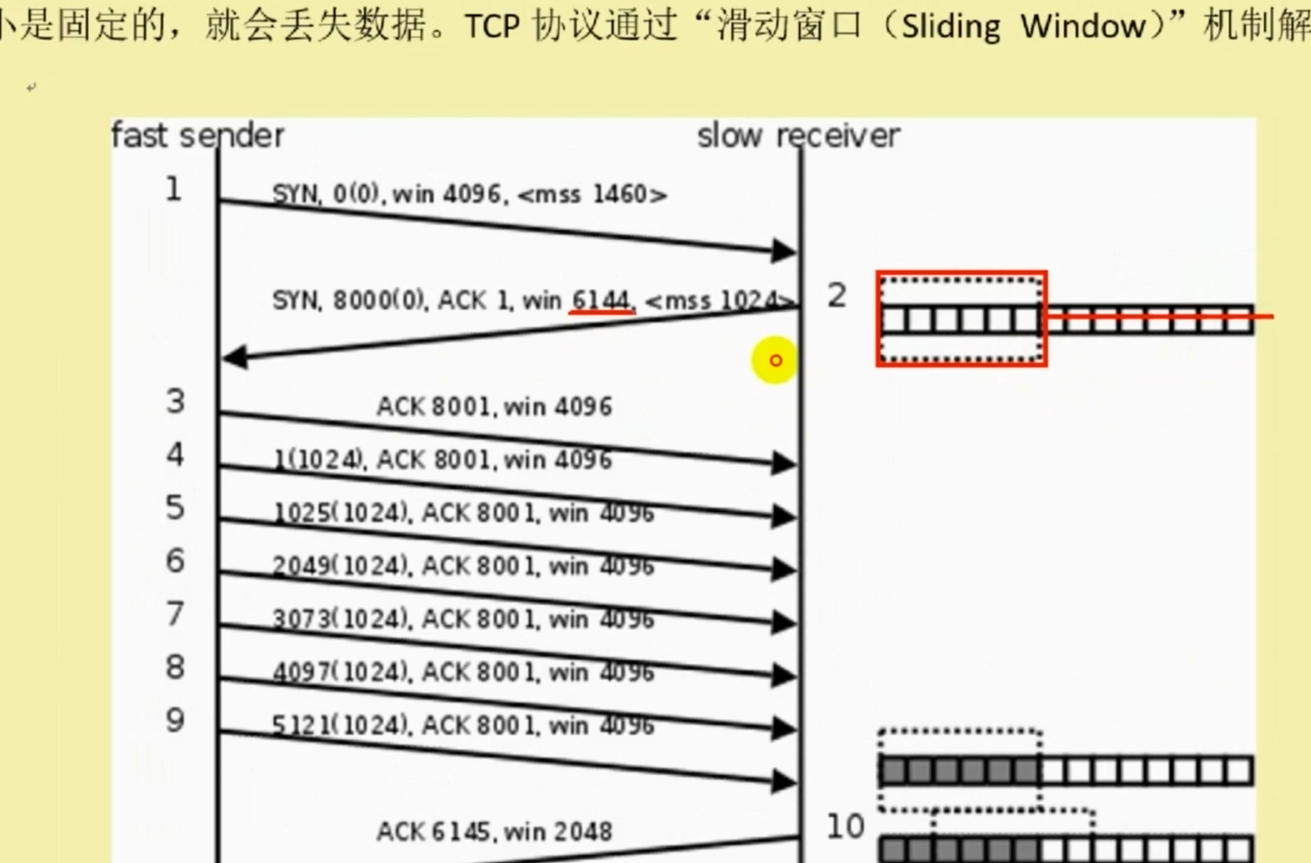 小是固定的，就会丢失数据。TCP 协议通过“滑动窗口（Sliding Window）”机制解
fast sender
slow receiver
1
SYN, 0(0), win 4096, <mss 1460>
SYN, 8000(0), ACK 1, win 6144, <mss 1024>
2
3
ACK 8001, win 4096
4
1(1024), ACK 8001, win 4096
5
1025(1024), ACK 8001, win 4096
6
2049(1024), ACK 8001, win 4096
7
3073(1024), ACK 8001, win 4096
8
4097(1024), ACK 8001, win 4096
9
5121(1024), ACK 8001, win 4096
ACK 6145, win 2048
10